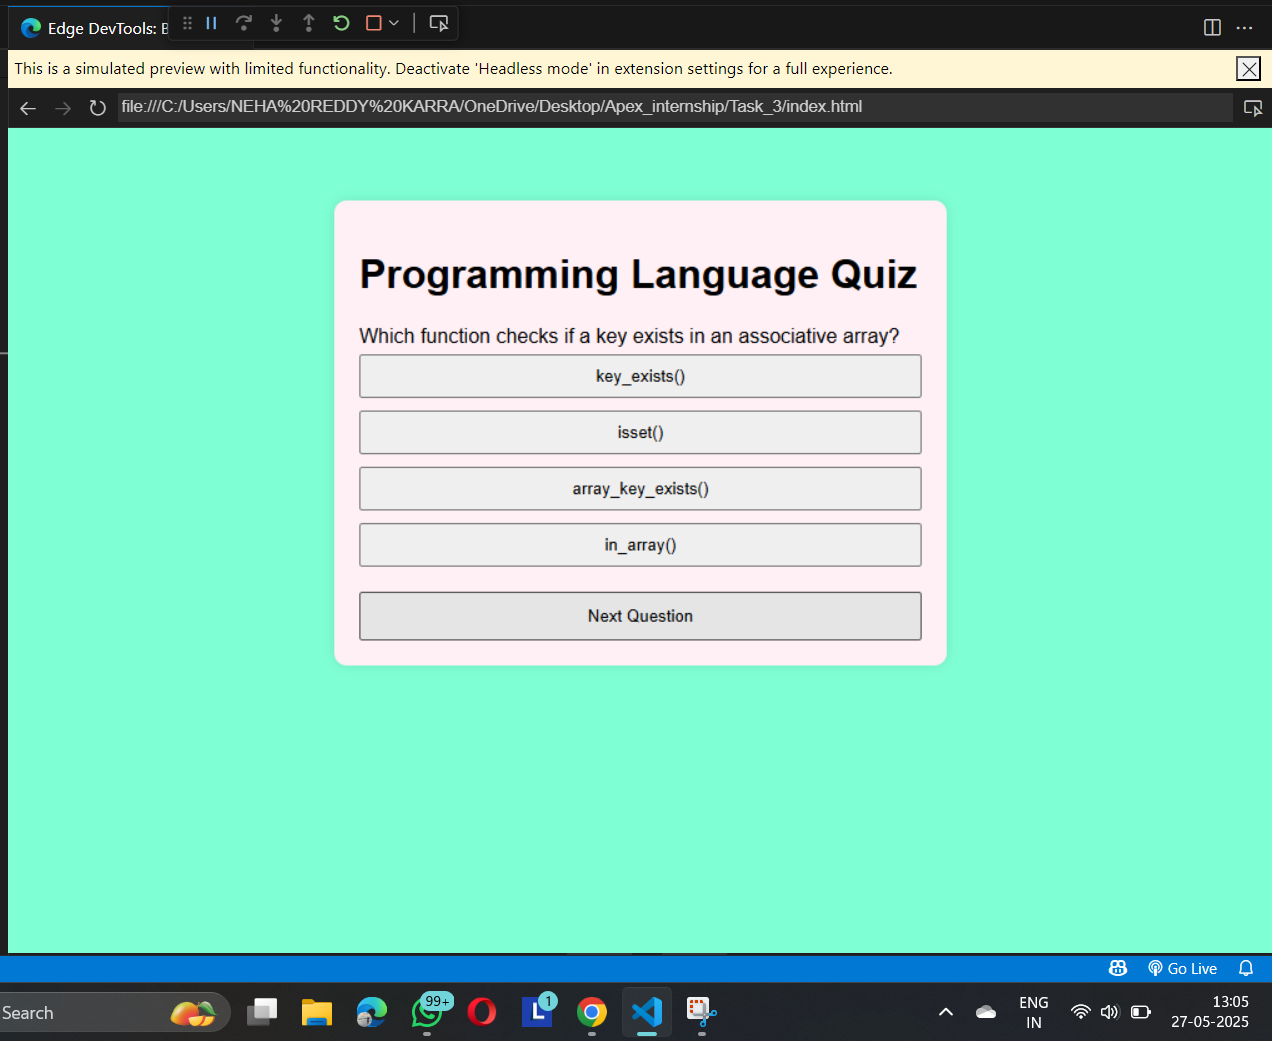 Edge DevTools: B
This is a simulated preview with limited functionality. Deactivate 'Headless mode' in extension settings for a full experience.
file:///C:/Users/NEHA%20REDDY%20KARRA/OneDrive/Desktop/Apex_internship/Task_3/index.html
Programming Language Quiz
Which function checks if a key exists in an associative array?
key_exists()
isset()
array_key_exists()
in_array()
Next Question
Go Live
Search
99+
L
1
ENG
IN
13:05
27-05-2025